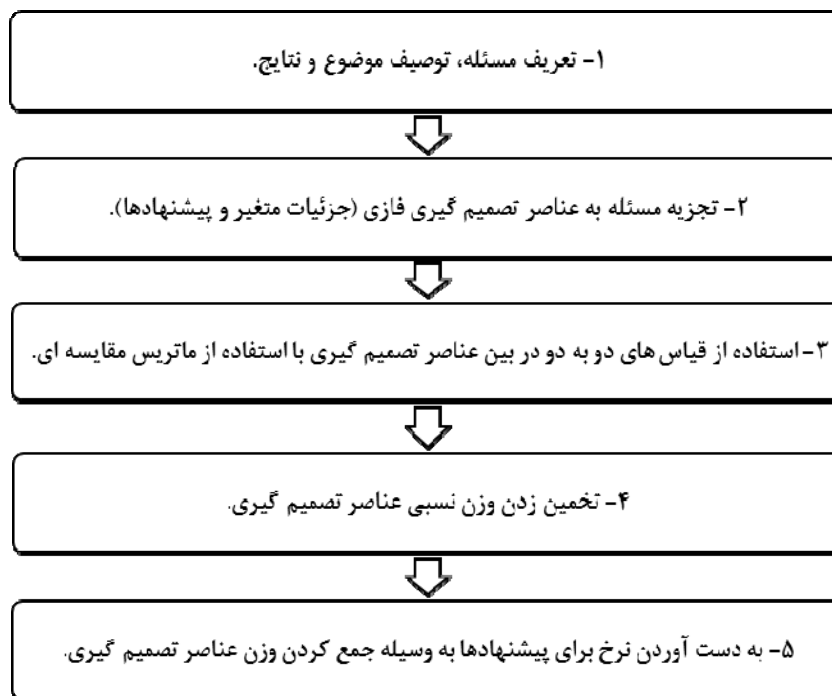 ۱- تعریف مسئله، توصیف موضوع و نتایج.
۲- تجزیه مسئله به عناصر تصمیم گیری فازی (جزئیات متغیر و پیشنهادها).
۳- استفاده از قیاس های دو به دو در بین عناصر تصمیم گیری با استفاده از ماتریس مقایسه ای.
۴- تخمین زدن وزن نسبی عناصر تصمیم گیری.
۵- به دست آوردن نرخ برای پیشنهادها به وسیله جمع کردن وزن عناصر تصمیم گیری.